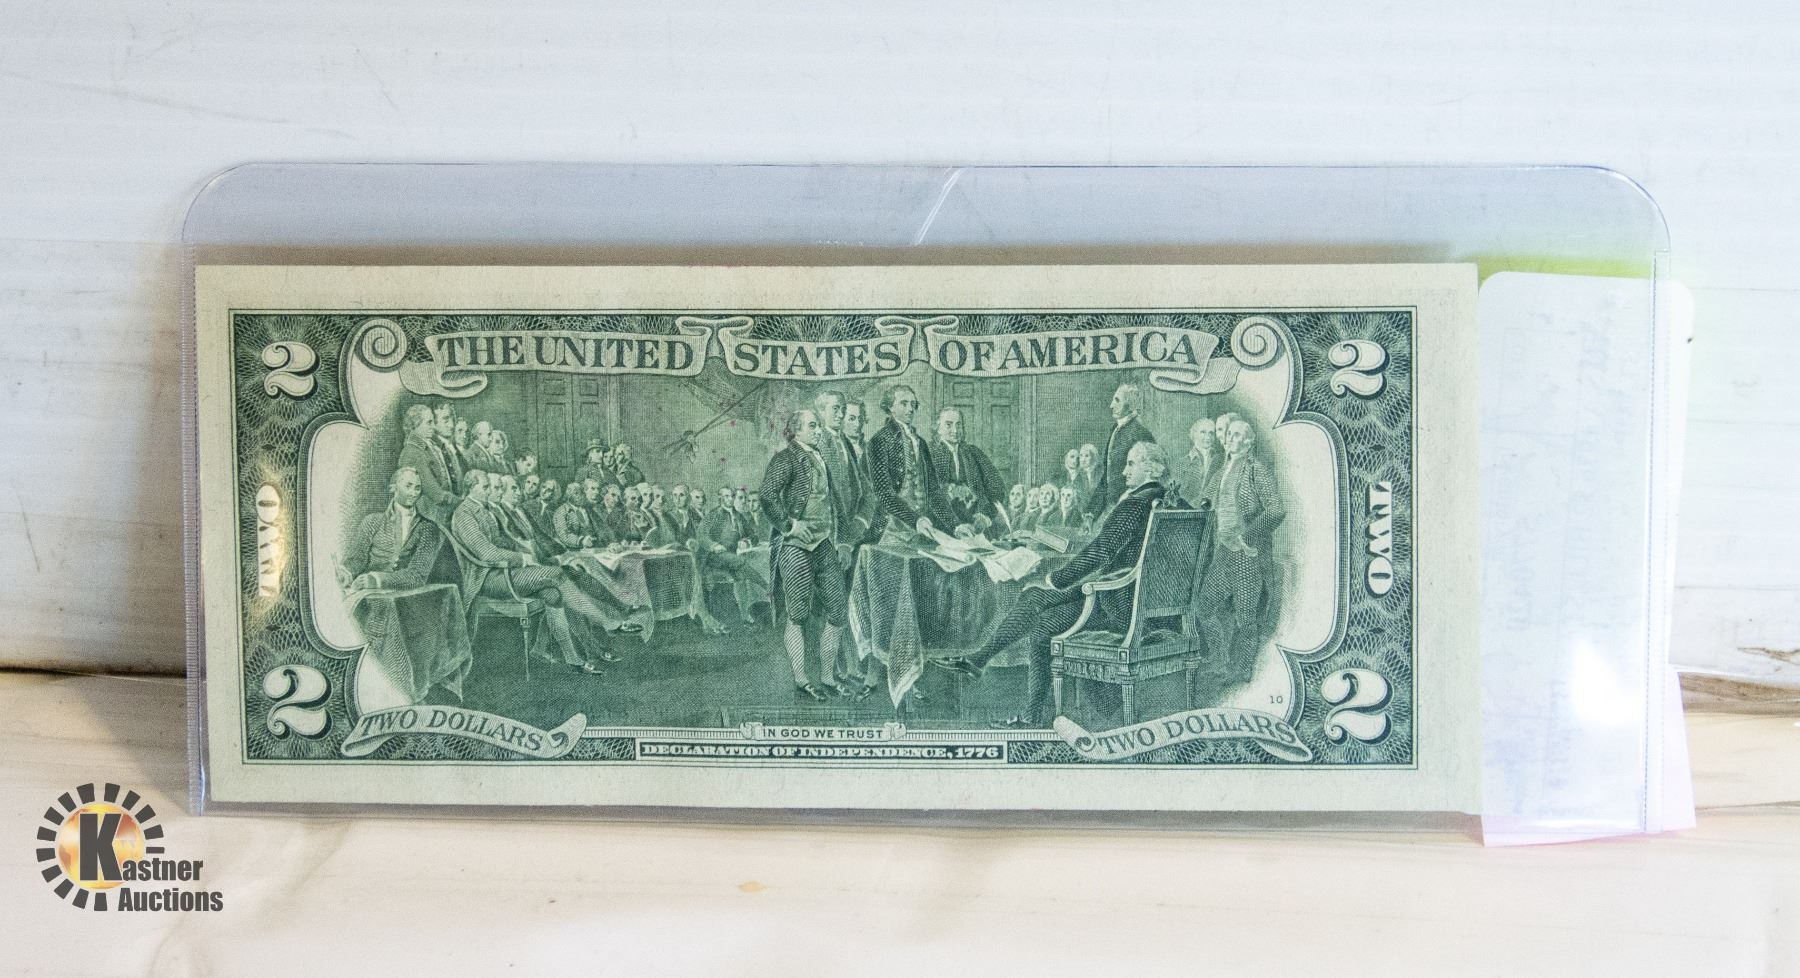 THE UNITED STATES OF AMERICA
2
2
TWO
TWO
2
2
10
TWO DOLLARS
TWO DOLLARS
IN GOD WE TRUST
DECLARATION OF INDEPENDENCE, 1776
Kastner
Auctions